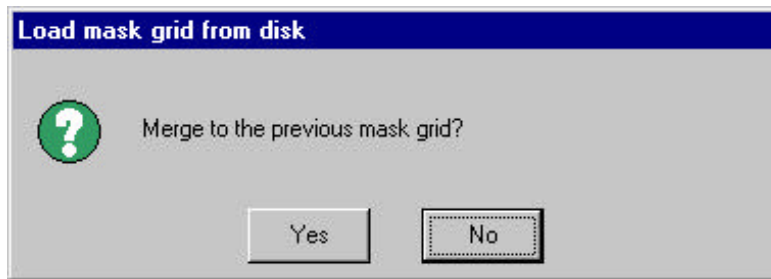 Load mask grid from disk
Merge to the previous mask grid?
Yes No